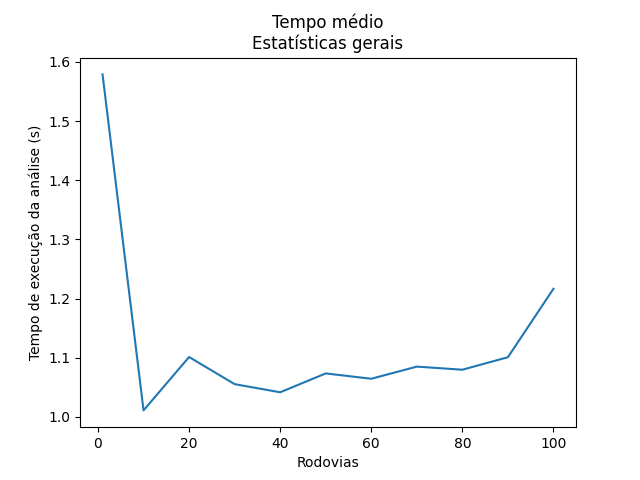 Tempo médio
Estatísticas gerais
Tempo de execução da análise (s)
1.6
1.5
1.4
1.3
1.2
1.1
1.0
0 20 40 60 80 100
Rodovias